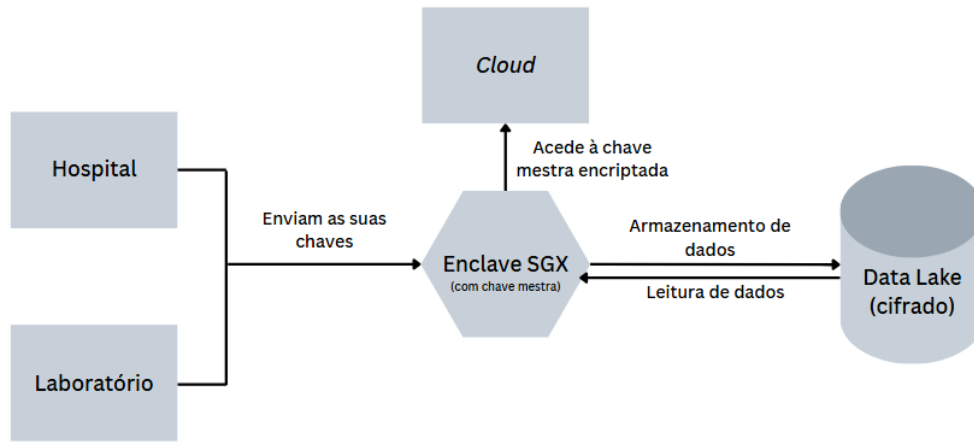 Cloud
Hospital
Acede à chave
mestra encriptada
Enviam as suas
chaves
Armazenamento de
dados
Enclave SGX
(com chave mestra)
Leitura de dados
Data Lake
(cifrado)
Laboratório